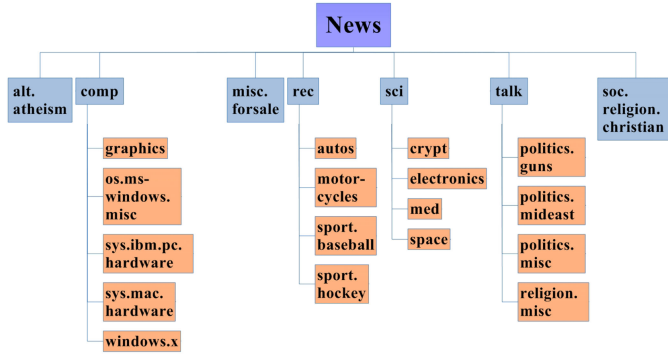 News
alt.
atheism
comp
misc.
forsale
rec
sci
talk
soc.
religion.
christian
graphics
os.ms-
windows.
misc
sys.ibm.pc.
hardware
sys.mac.
hardware
windows.x
autos
motor-
cycles
sport.
baseball
sport.
hockey
crypt
electronics
med
space
politics.
guns
politics.
mideast
politics.
misc
religion.
misc